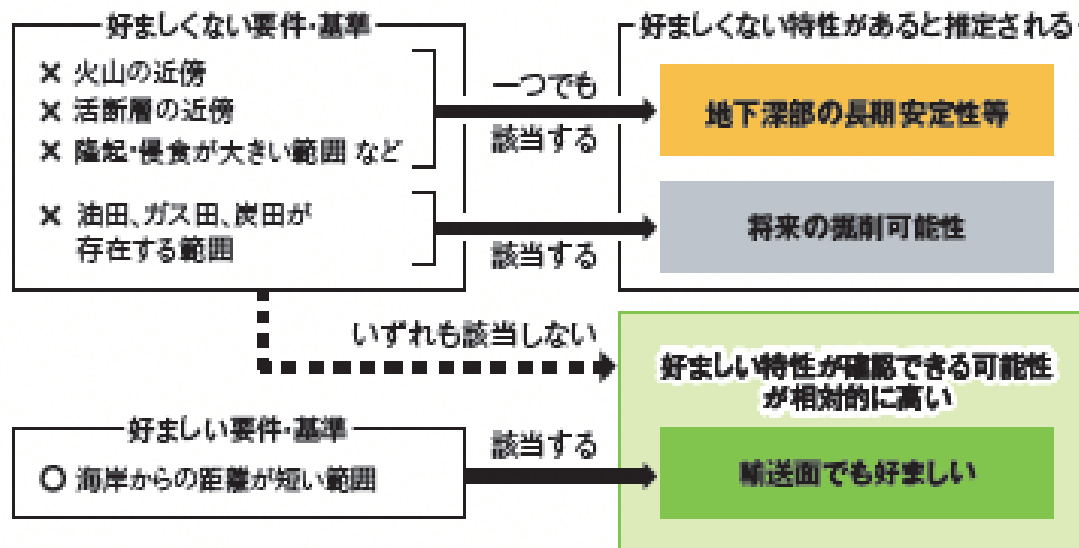 好ましくない要件・基準
× 火山の近傍
× 活断層の近傍
× 隆起・侵食が大きい範囲 など
× 油田、ガス田、炭田が
存在する範囲
一つでも
該当する
該当する
好ましくない特性があると推定される
地下深部の長期安定性等
将来の掘削可能性
いずれも該当しない
好ましい特性が確認できる可能性
が相対的に高い
好ましい要件・基準
○ 海岸からの距離が短い範囲
該当する
輸送面でも好ましい